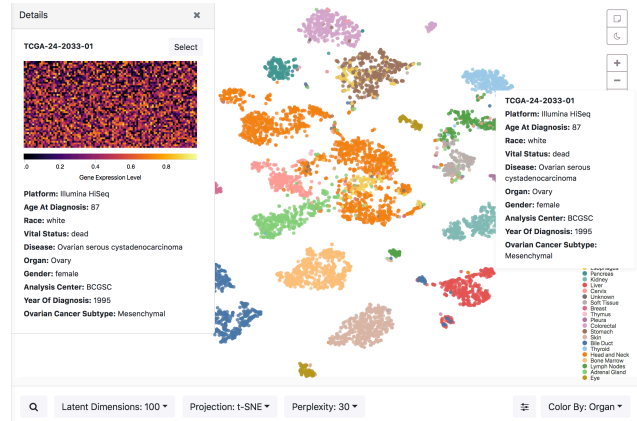 Details
×
TCGA-24-2033-01
Select
.0 0.2 0.4 0.6 0.8
Gene Expression Level
Platform: Illumina HiSeq
Age At Diagnosis: 87
Race: white
Vital Status: dead
Disease: Ovarian serous cystadenocarcinoma
Organ: Ovary
Gender: female
Analysis Center: BCGSC
Year Of Diagnosis: 1995
Ovarian Cancer Subtype: Mesenchymal
+
−
TCGA-24-2033-01
Platform: Illumina HiSeq
Age At Diagnosis: 87
Race: white
Vital Status: dead
Disease: Ovarian serous
cystadenocarcinoma
Organ: Ovary
Gender: female
Analysis Center: BCGSC
Year Of Diagnosis: 1995
Ovarian Cancer Subtype:
Mesenchymal
Pancreas
Kidney
Liver
Cervix
Unknown
Soft Tissue
Breast
Thymus
Pleura
Colorectal
Stomach
Skin
Bile Duct
Thyroid
Head and Neck
Bone Marrow
Lymph Nodes
Adrenal Gland
Eye
Latent Dimensions: 100
Projection: t-SNE
Perplexity: 30
Color By: Organ